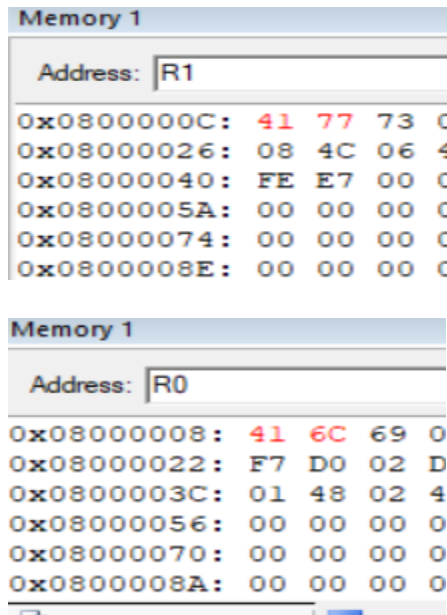 Memory 1
Address: R1
0x0800000C: 41 77 73
0x08000026: 08 4C 06
0x08000040: FE E7 00
0x0800005A: 00 00 00
0x08000074: 00 00 00
0x0800008E: 00 00 00
Memory 1
Address: R0
0x08000008: 41 6C 69
0x08000022: F7 D0 02
0x0800003C: 01 48 02
0x08000056: 00 00 00
0x08000070: 00 00 00
0x0800008A: 00 00 00